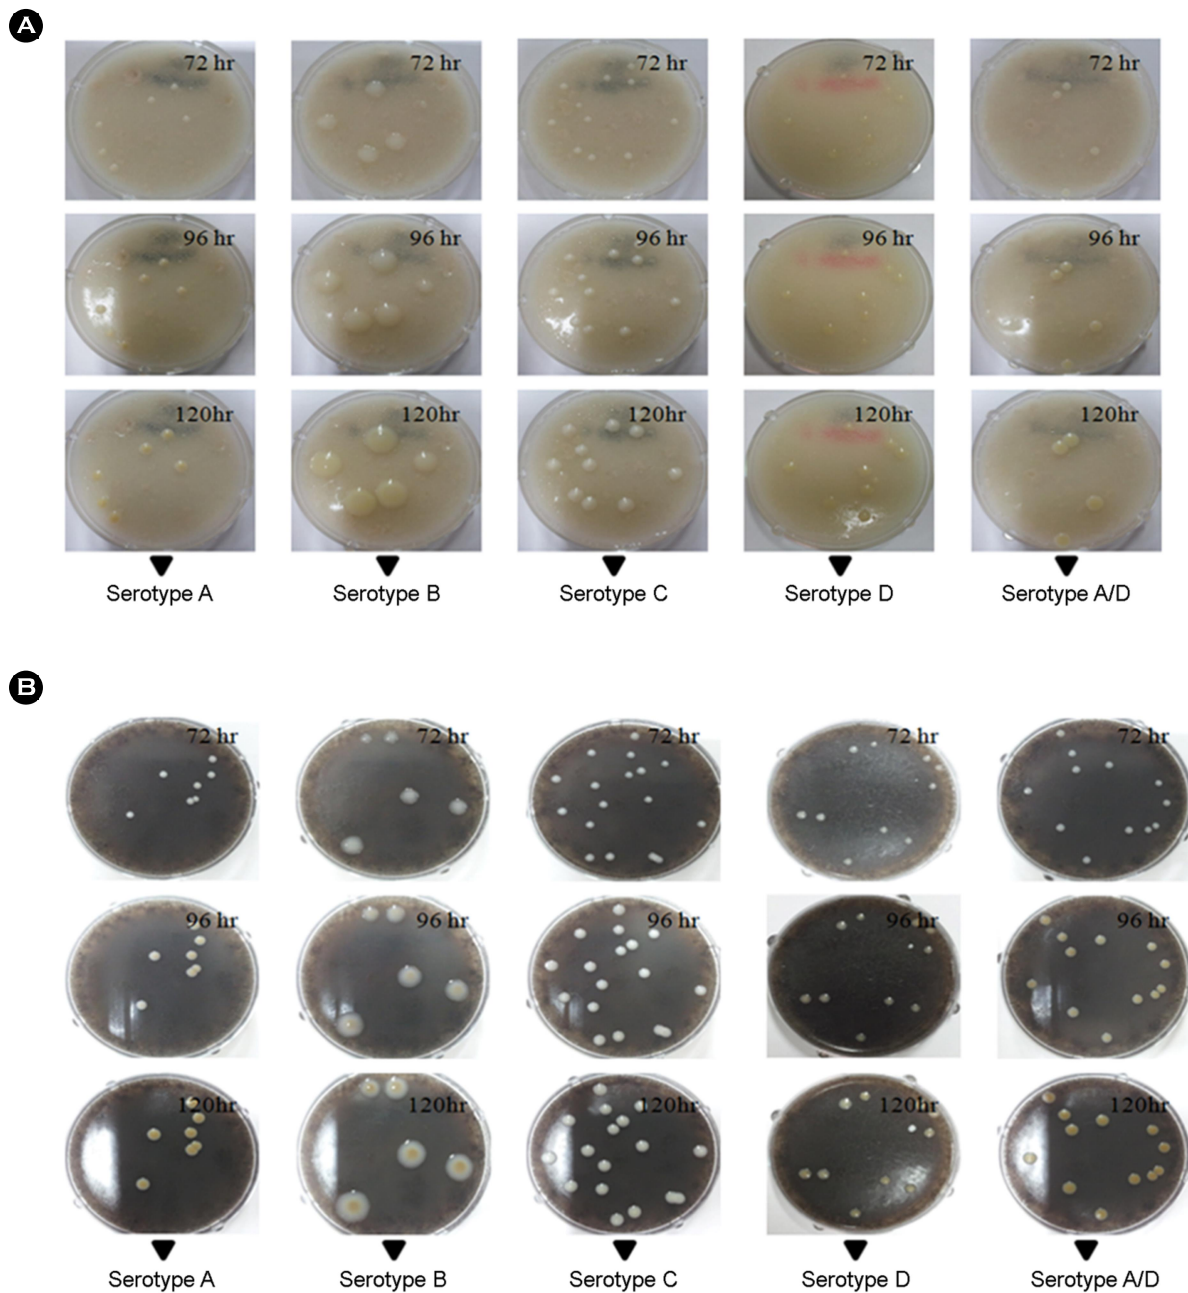 A
72 hr 72 hr 72 hr 72 hr 72 hr
96 hr 96 hr 96 hr 96 hr 96 hr
120hr 120hr 120hr 120hr 120hr
Serotype A Serotype B Serotype C Serotype D Serotype A/D
B
72 hr 72 hr 72 hr 72 hr 72 hr
96 hr 96 hr 96 hr 96 hr 96 hr
120hr 120hr 120hr 120hr 120hr
Serotype A Serotype B Serotype C Serotype D Serotype A/D